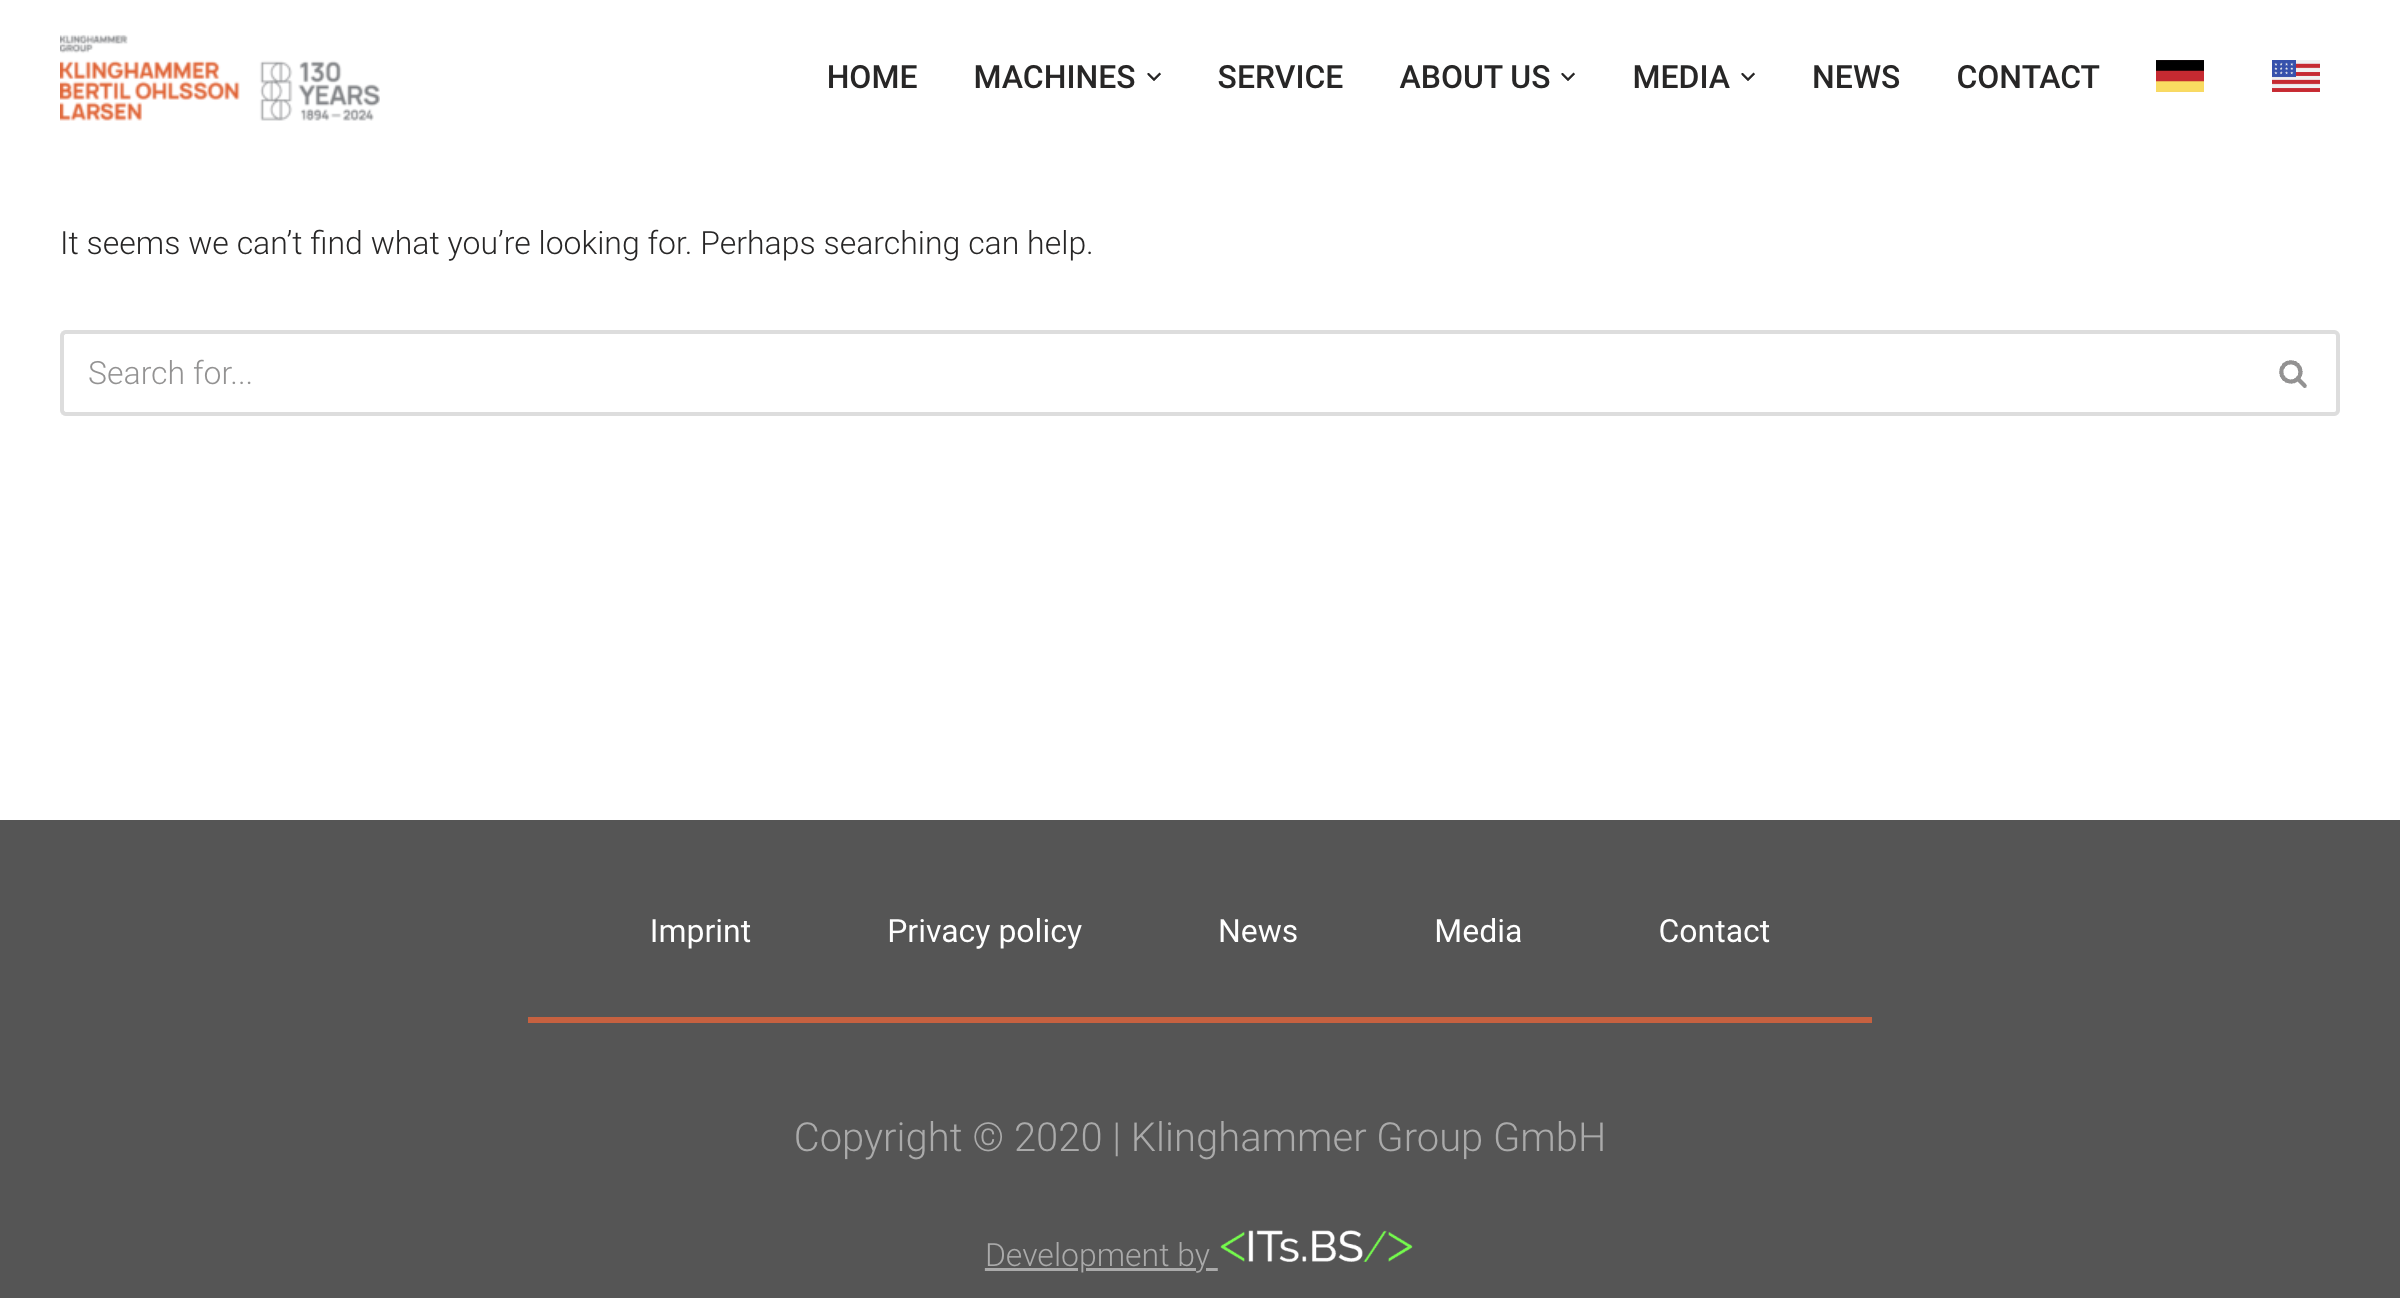 KLINGHAMMER
GROUP
KLINGHAMMER
BERTIL OHLSSON
LARSEN
130
YEARS
1894 – 2024
HOME MACHINES SERVICE ABOUT US MEDIA NEWS CONTACT
It seems we can’t find what you’re looking for. Perhaps searching can help.
Search for...
Imprint Privacy policy News Media Contact
Copyright © 2020 | Klinghammer Group GmbH
Development by <ITs.BS/>